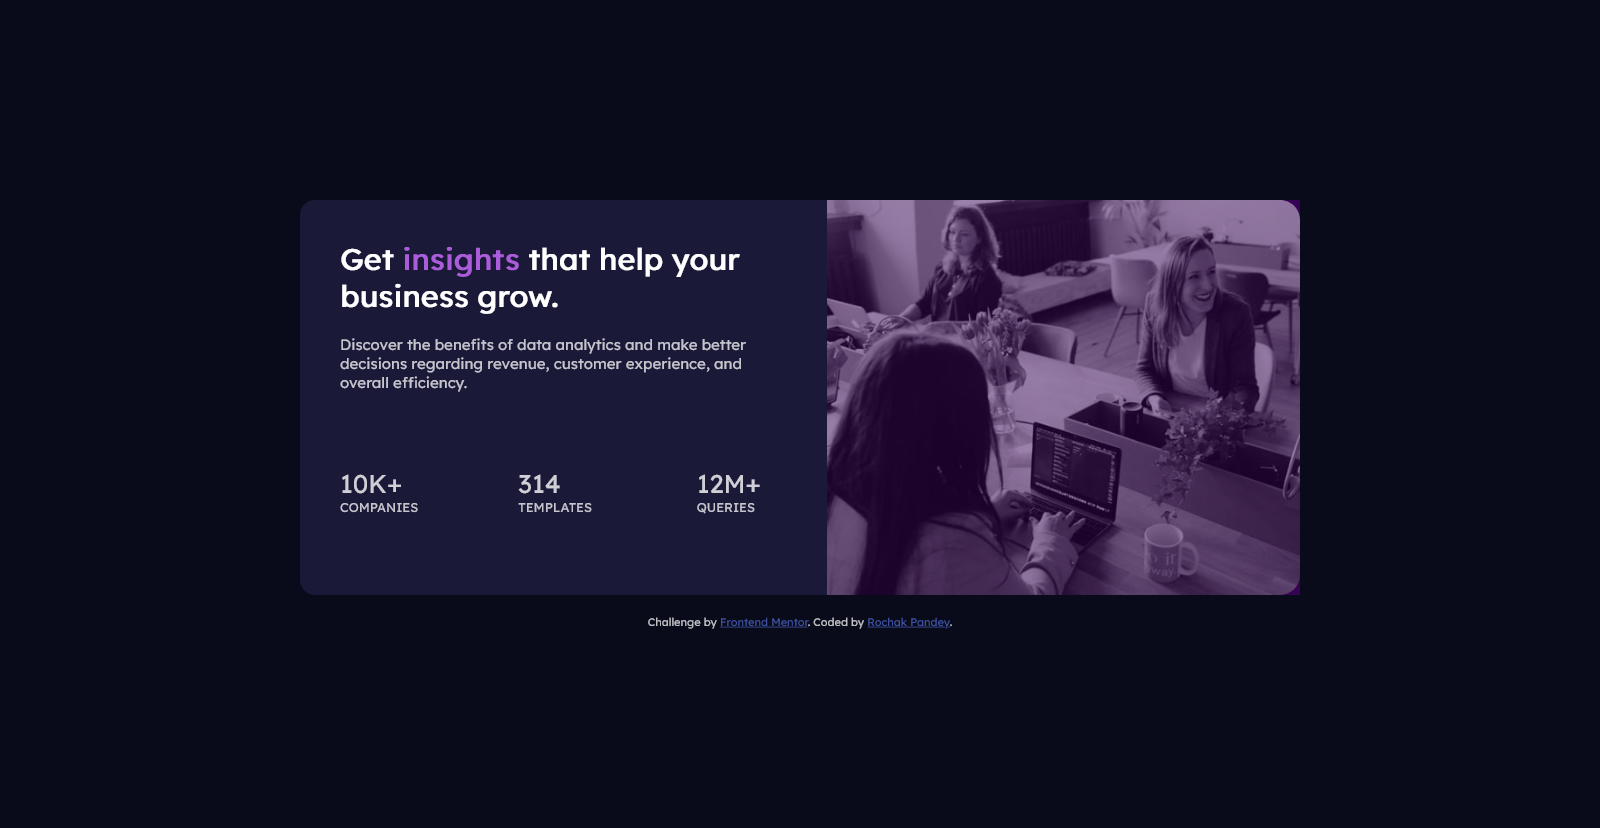 Get insights that help your
business grow.
Discover the benefits of data analytics and make better
decisions regarding revenue, customer experience, and
overall efficiency.
10K+
COMPANIES
314
TEMPLATES
12M+
QUERIES
Challenge by Frontend Mentor. Coded by Rochak Pandey.